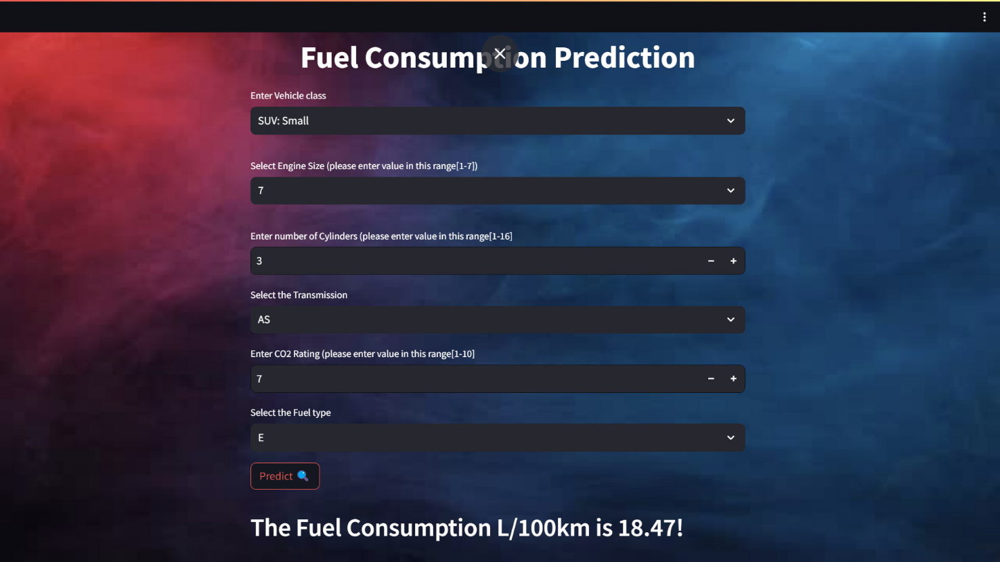 Fuel Consumption Prediction
Enter Vehicle class
SUV: Small
Select Engine Size (please enter value in this range[1-7])
7
Enter number of Cylinders (please enter value in this range[1-16]
3
Select the Transmission
AS
Enter CO2 Rating (please enter value in this range[1-10]
7
Select the Fuel type
E
Predict 🔍
The Fuel Consumption L/100km is 18.47!